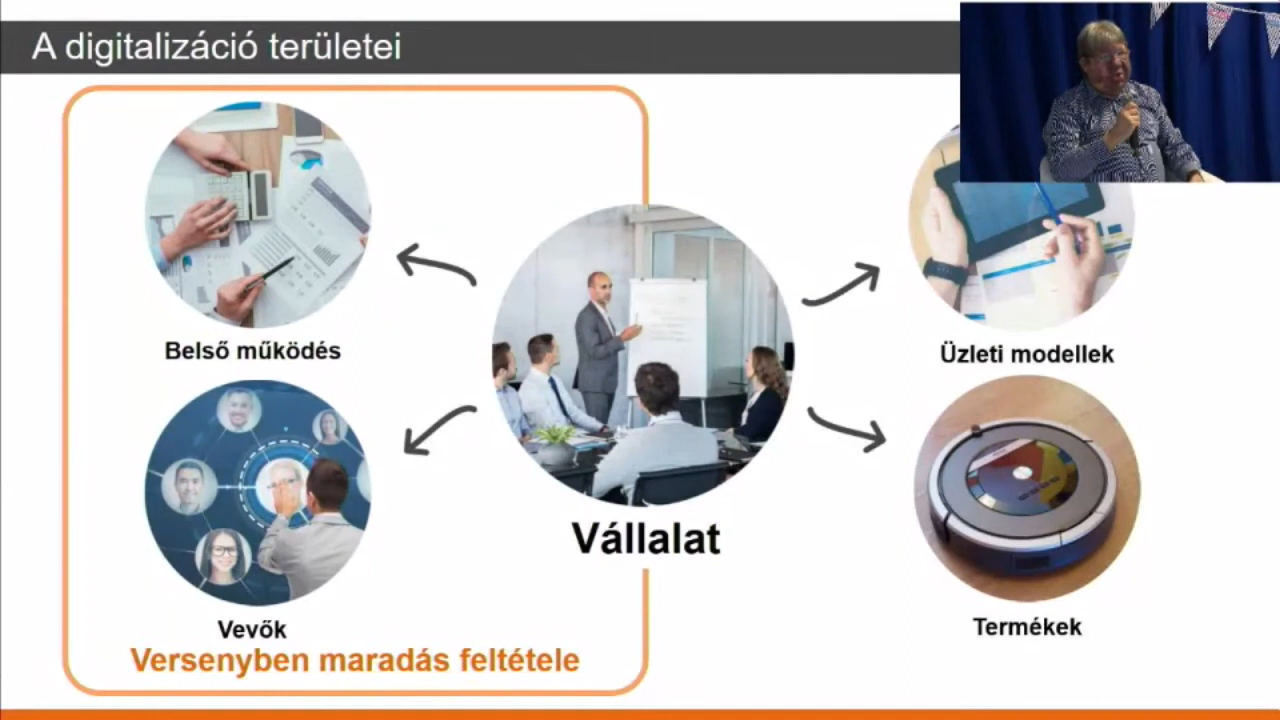 A digitalizáció területei
Belső működés
Üzleti modellek
Vállalat
Vevők
Termékek
Versenyben maradás feltétele